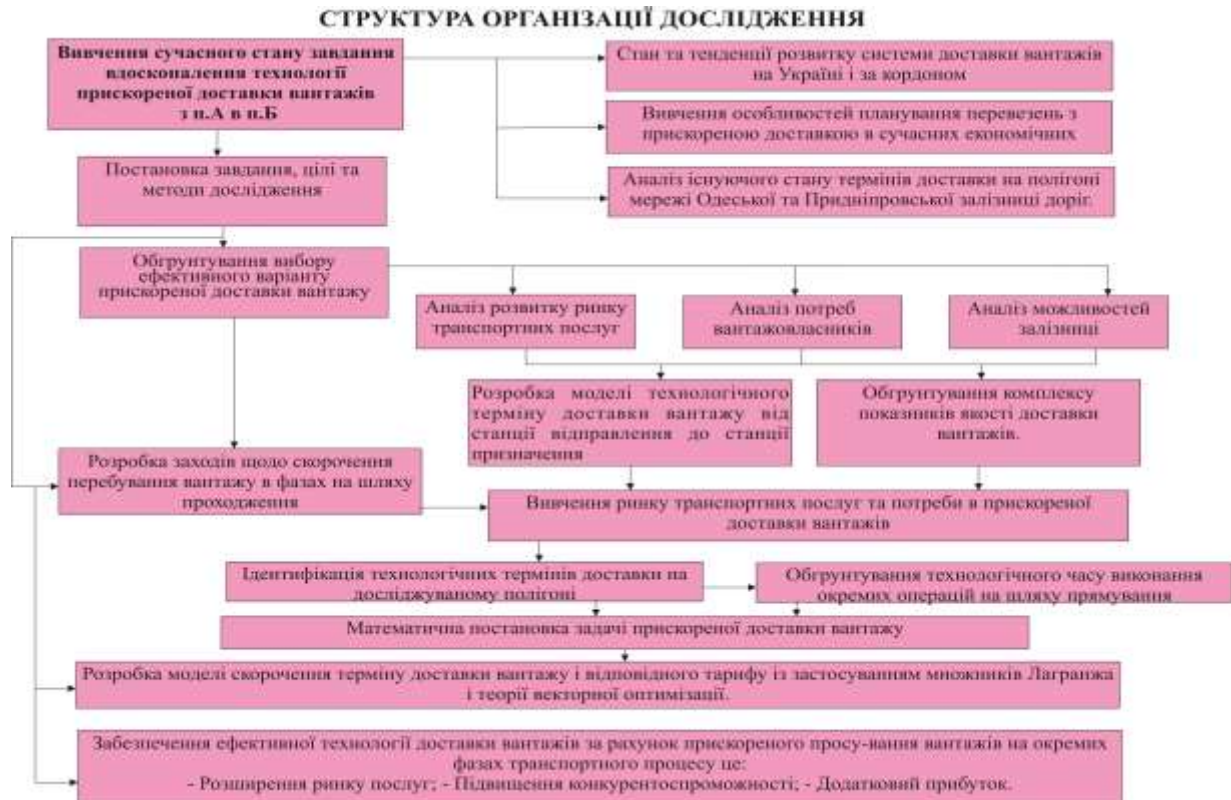 СТРУКТУРА ОРГАНІЗАЦІЇ ДОСЛІДЖЕННЯ
Вивчення сучасного стану завдання
вдосконалення технології
прискореної доставки вантажів
з п.А в п.Б
Стан та тенденції розвитку системи доставки вантажів
на Україні і за кордоном
Вивчення особливостей планування перевезень з
прискореною доставкою в сучасних економічних
Аналіз існуючого стану термінів доставки на полігоні
мережі Одеської та Придніпровської залізниці доріг.
Постановка завдання, цілі та
методи дослідження
Обгрунтування вибору
ефективного варіанту
прискореної доставки вантажу
Аналіз розвитку ринку
транспортних послуг
Аналіз потреб
вантажовласників
Аналіз можливостей
залізниці
Розробка моделі технологічного
терміну доставки вантажу від
станції відправлення до станції
призначення
Обгрунтування комплексу
показників якості доставки
вантажів.
Розробка заходів щодо скорочення
перебування вантажу в фазах на шляху
проходження
Вивчення ринку транспортних послуг та потреби в прискореної
доставки вантажів
Ідентифікація технологічних термінів доставки на
досліджуваному полігоні
Обгрунтування технологічного часу виконання
окремих операцій на шляху прямування
Математична постановка задачі прискореної доставки вантажу
Розробка моделі скорочення терміну доставки вантажу і відповідного тарифу із застосуванням множників Лагранжа
і теорії векторної оптимізації.
Забезпечення ефективної технології доставки вантажів за рахунок прискореного просу-вання вантажів на окремих
фазах транспортного процесу це:
- Розширення ринку послуг; - Підвищення конкурентоспроможності; - Додатковий прибуток.